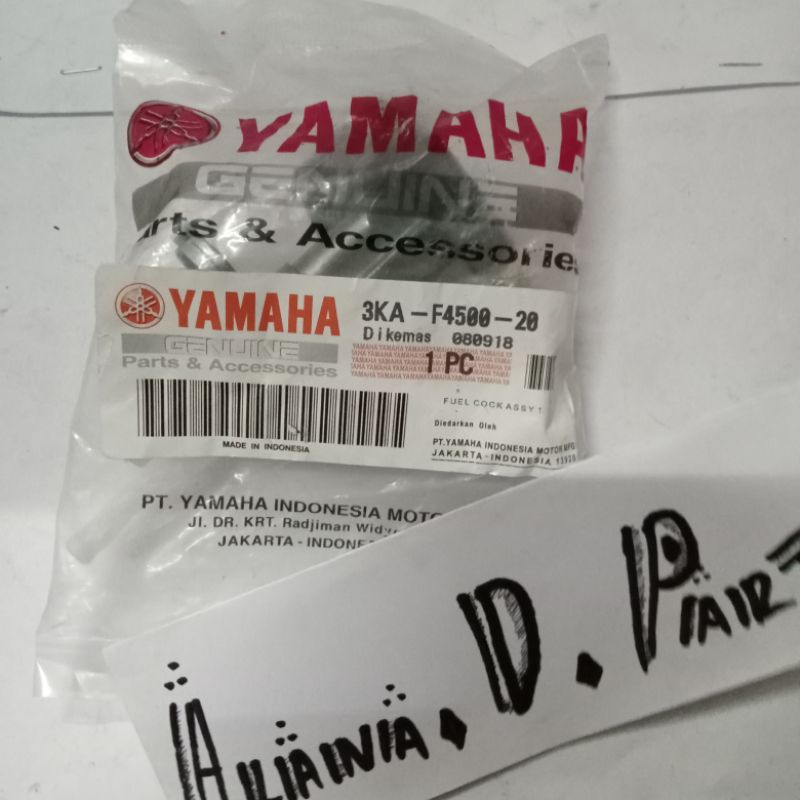 YAMAHA
GENUINE
Parts & Accessories
YAMAHA
GENUINE
Parts & Accessories
3KA-F4500-20
Dikemas 080918
1 PC
FUEL COCK ASSY 1
Diedarkan Oleh
PT.YAMAHA INDONESIA MOTOR MFG
JAKARTA-INDONESIA 13920
MADE IN INDONESIA
PT. YAMAHA INDONESIA MOTO
Jl. DR. KRT. Radjiman Widy
JAKARTA - INDONE
D. PART